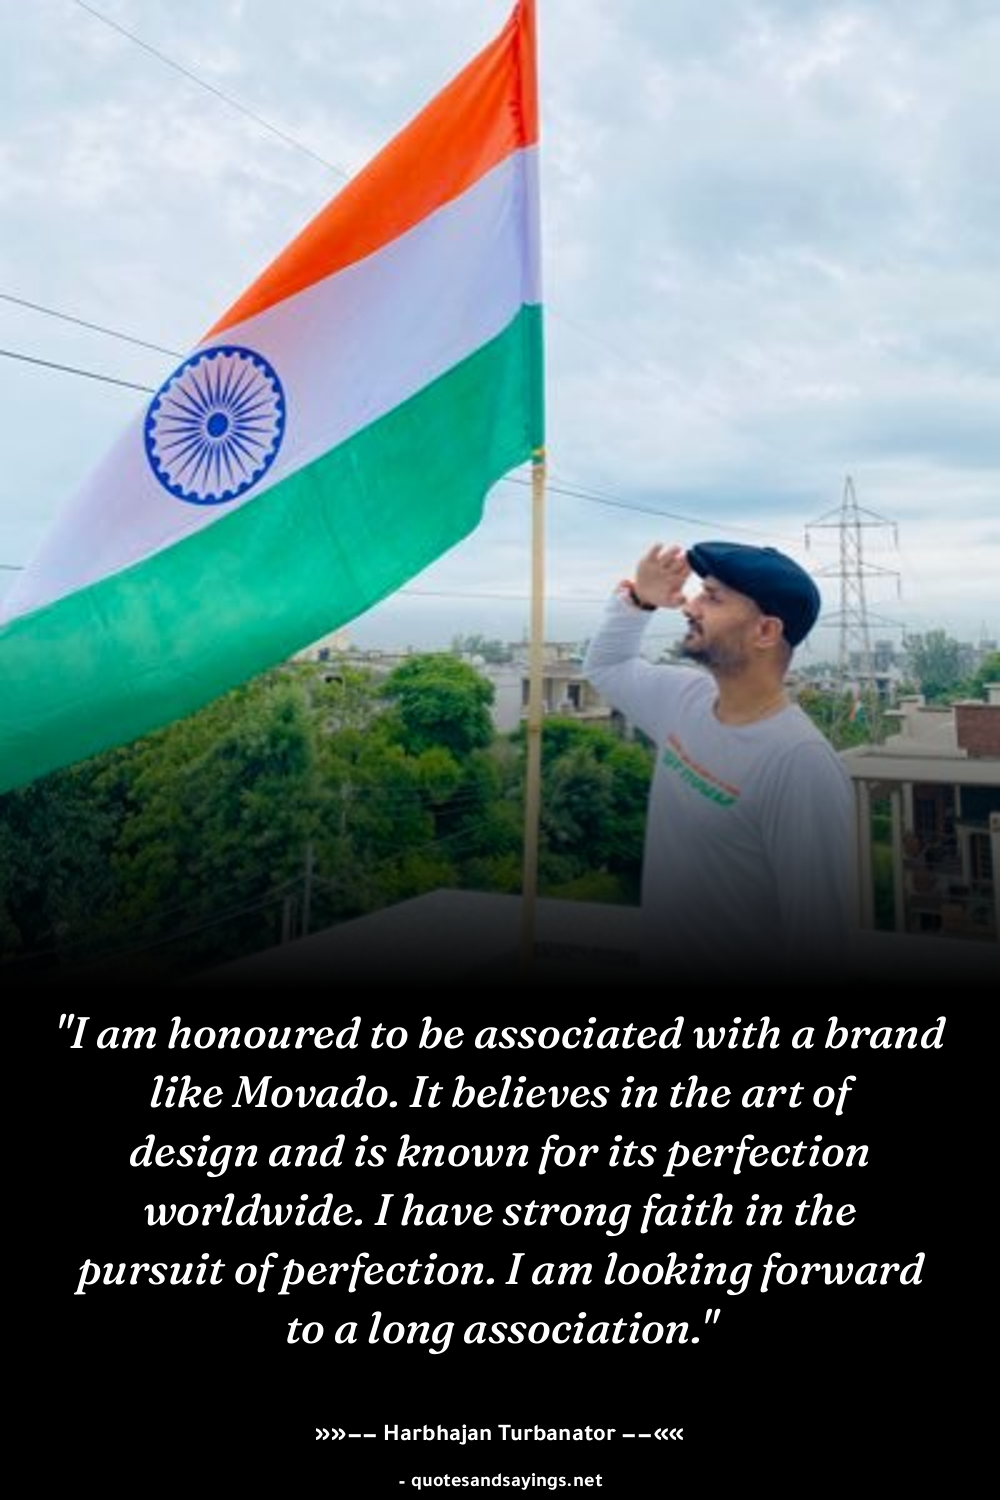 "I am honoured to be associated with a brand
like Movado. It believes in the art of
design and is known for its perfection
worldwide. I have strong faith in the
pursuit of perfection. I am looking forward
to a long association."
»»−− Harbhajan Turbanator −−««
- quotesandsayings.net